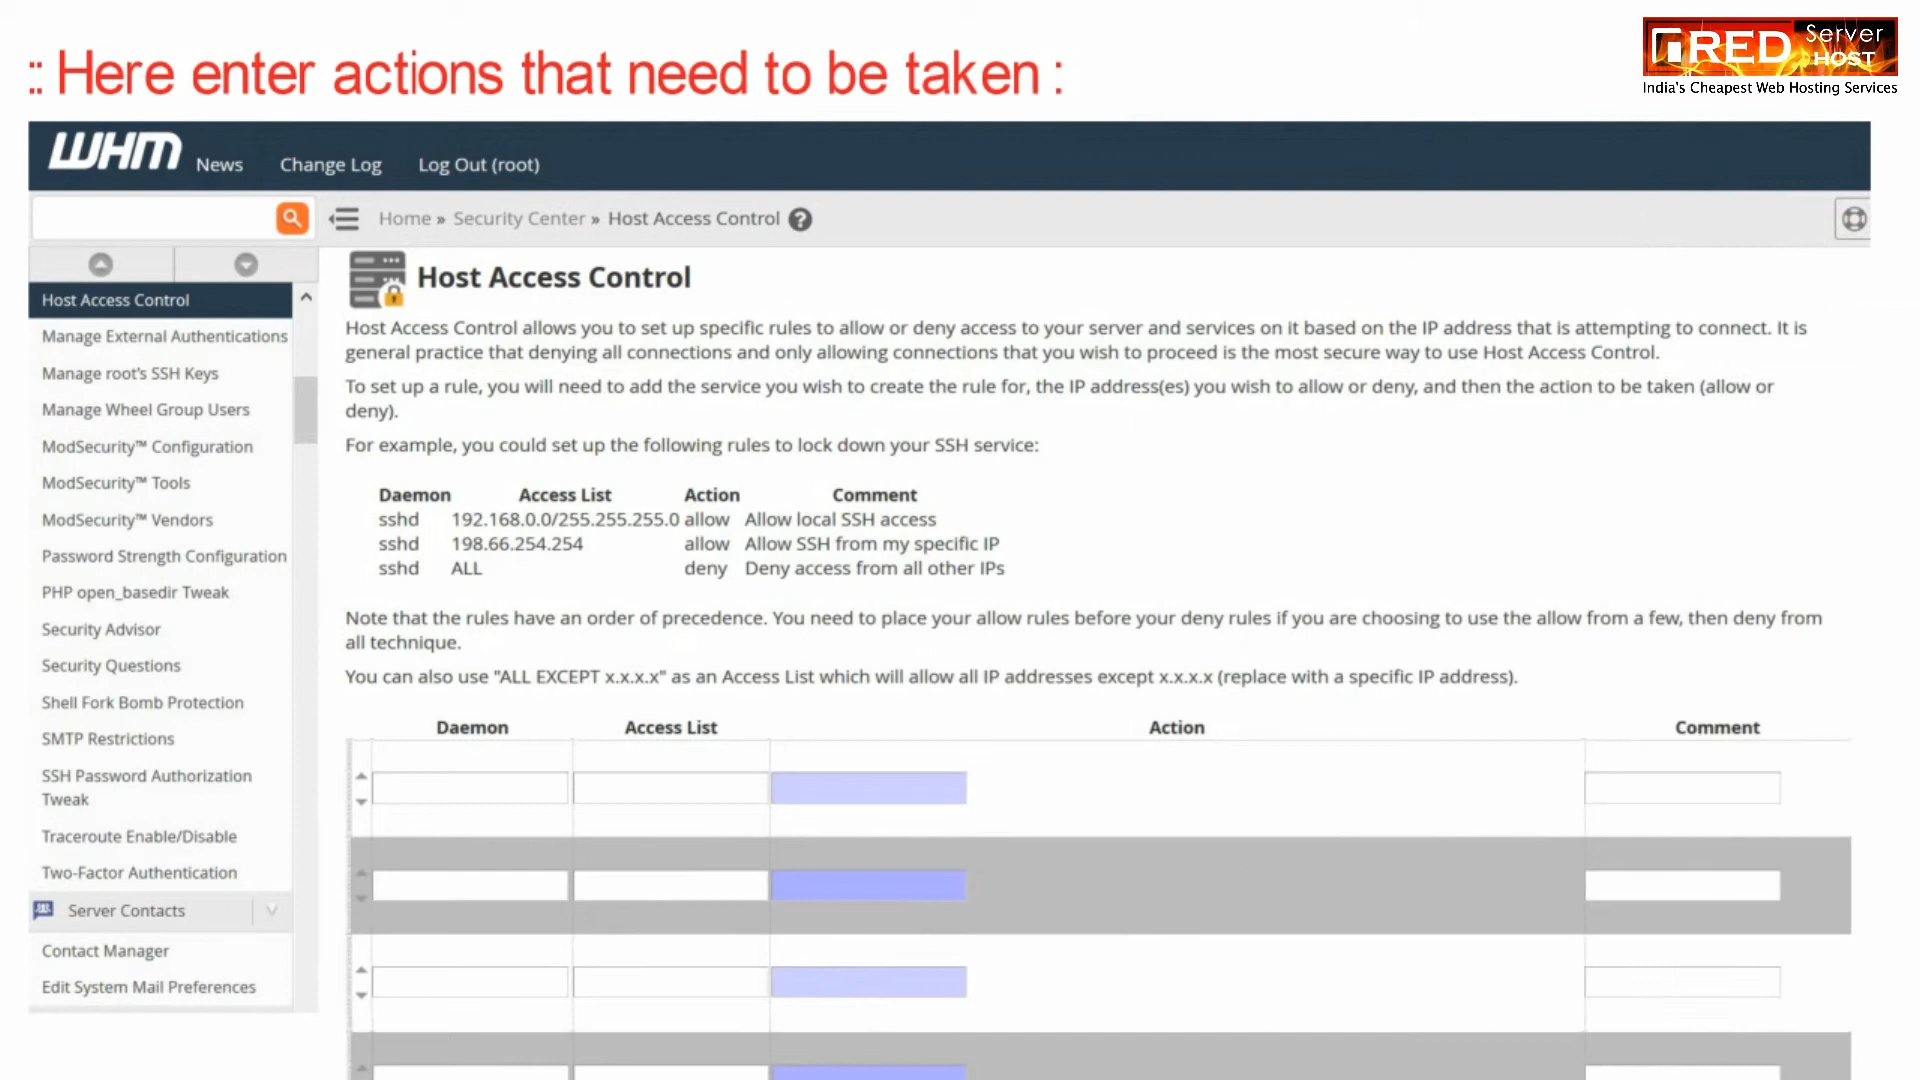 :: Here enter actions that need to be taken :
RED Server HOST
India's Cheapest Web Hosting Services
WHM News Change Log Log Out (root)
Home » Security Center » Host Access Control ?
Host Access Control
Manage External Authentications
Manage root's SSH Keys
Manage Wheel Group Users
ModSecurity™ Configuration
ModSecurity™ Tools
ModSecurity™ Vendors
Password Strength Configuration
PHP open_basedir Tweak
Security Advisor
Security Questions
Shell Fork Bomb Protection
SMTP Restrictions
SSH Password Authorization
Tweak
Traceroute Enable/Disable
Two-Factor Authentication
Server Contacts
Contact Manager
Edit System Mail Preferences
Host Access Control
Host Access Control allows you to set up specific rules to allow or deny access to your server and services on it based on the IP address that is attempting to connect. It is
general practice that denying all connections and only allowing connections that you wish to proceed is the most secure way to use Host Access Control.
To set up a rule, you will need to add the service you wish to create the rule for, the IP address(es) you wish to allow or deny, and then the action to be taken (allow or
deny).
For example, you could set up the following rules to lock down your SSH service:
Daemon Access List Action Comment
sshd 192.168.0.0/255.255.255.0 allow Allow local SSH access
sshd 198.66.254.254 allow Allow SSH from my specific IP
sshd ALL deny Deny access from all other IPs
Note that the rules have an order of precedence. You need to place your allow rules before your deny rules if you are choosing to use the allow from a few, then deny from
all technique.
You can also use "ALL EXCEPT x.x.x.x" as an Access List which will allow all IP addresses except x.x.x.x (replace with a specific IP address).
Daemon Access List Action Comment